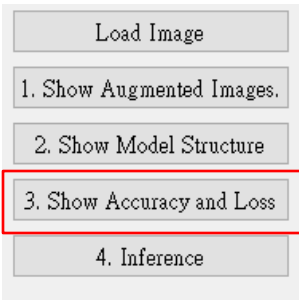 Load Image
1. Show Augmented Images.
2. Show Model Structure
3. Show Accuracy and Loss
4. Inference